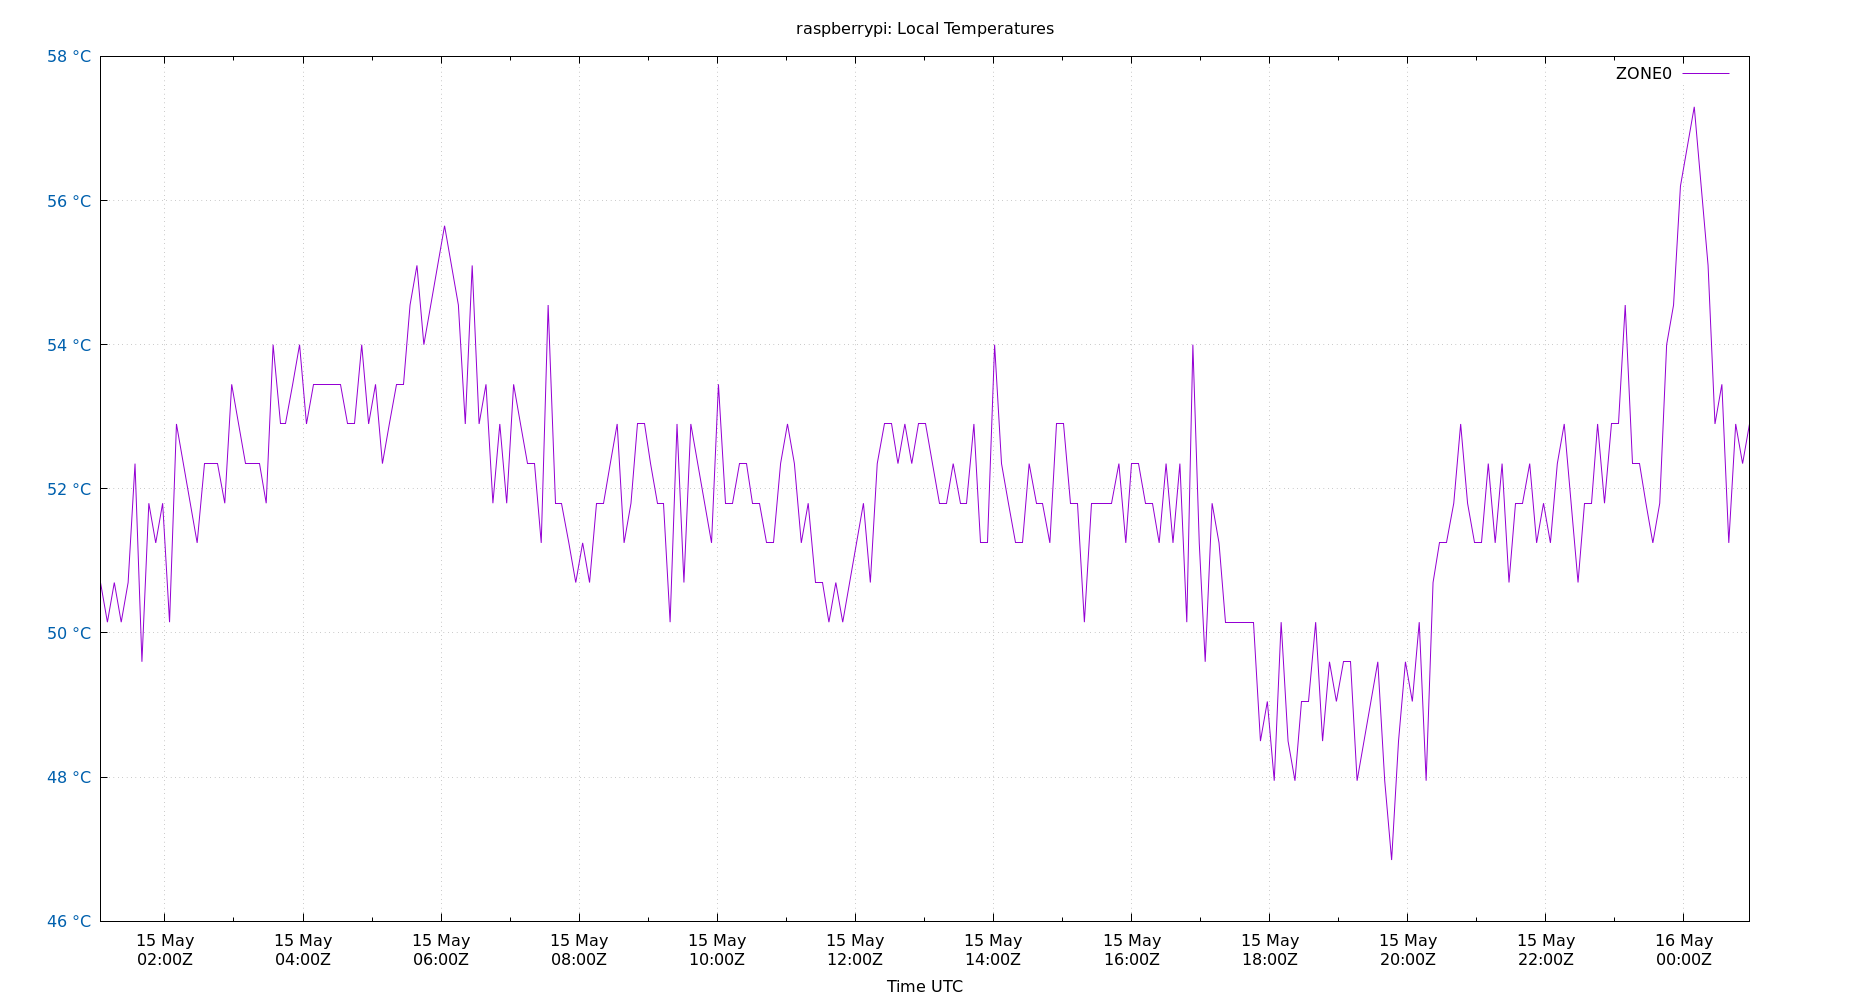 raspberrypi: Local Temperatures
58 °C
ZONE0
56 °C
54 °C
52 °C
50 °C
48 °C
46 °C
15 May 15 May 15 May 15 May 15 May 15 May 15 May 15 May 15 May 15 May 15 May 16 May
02:00Z 04:00Z 06:00Z 08:00Z 10:00Z 12:00Z 14:00Z 16:00Z 18:00Z 20:00Z 22:00Z 00:00Z
Time UTC